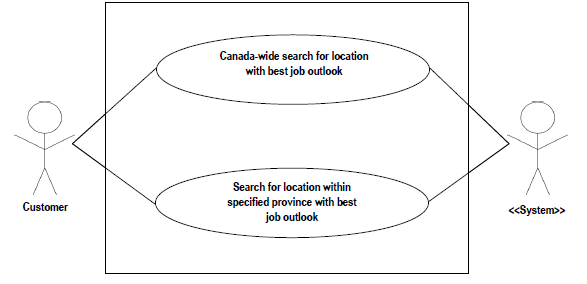 Canada-wide search for location
with best job outlook
Search for location within
specified province with best
job outlook
Customer
<<System>>